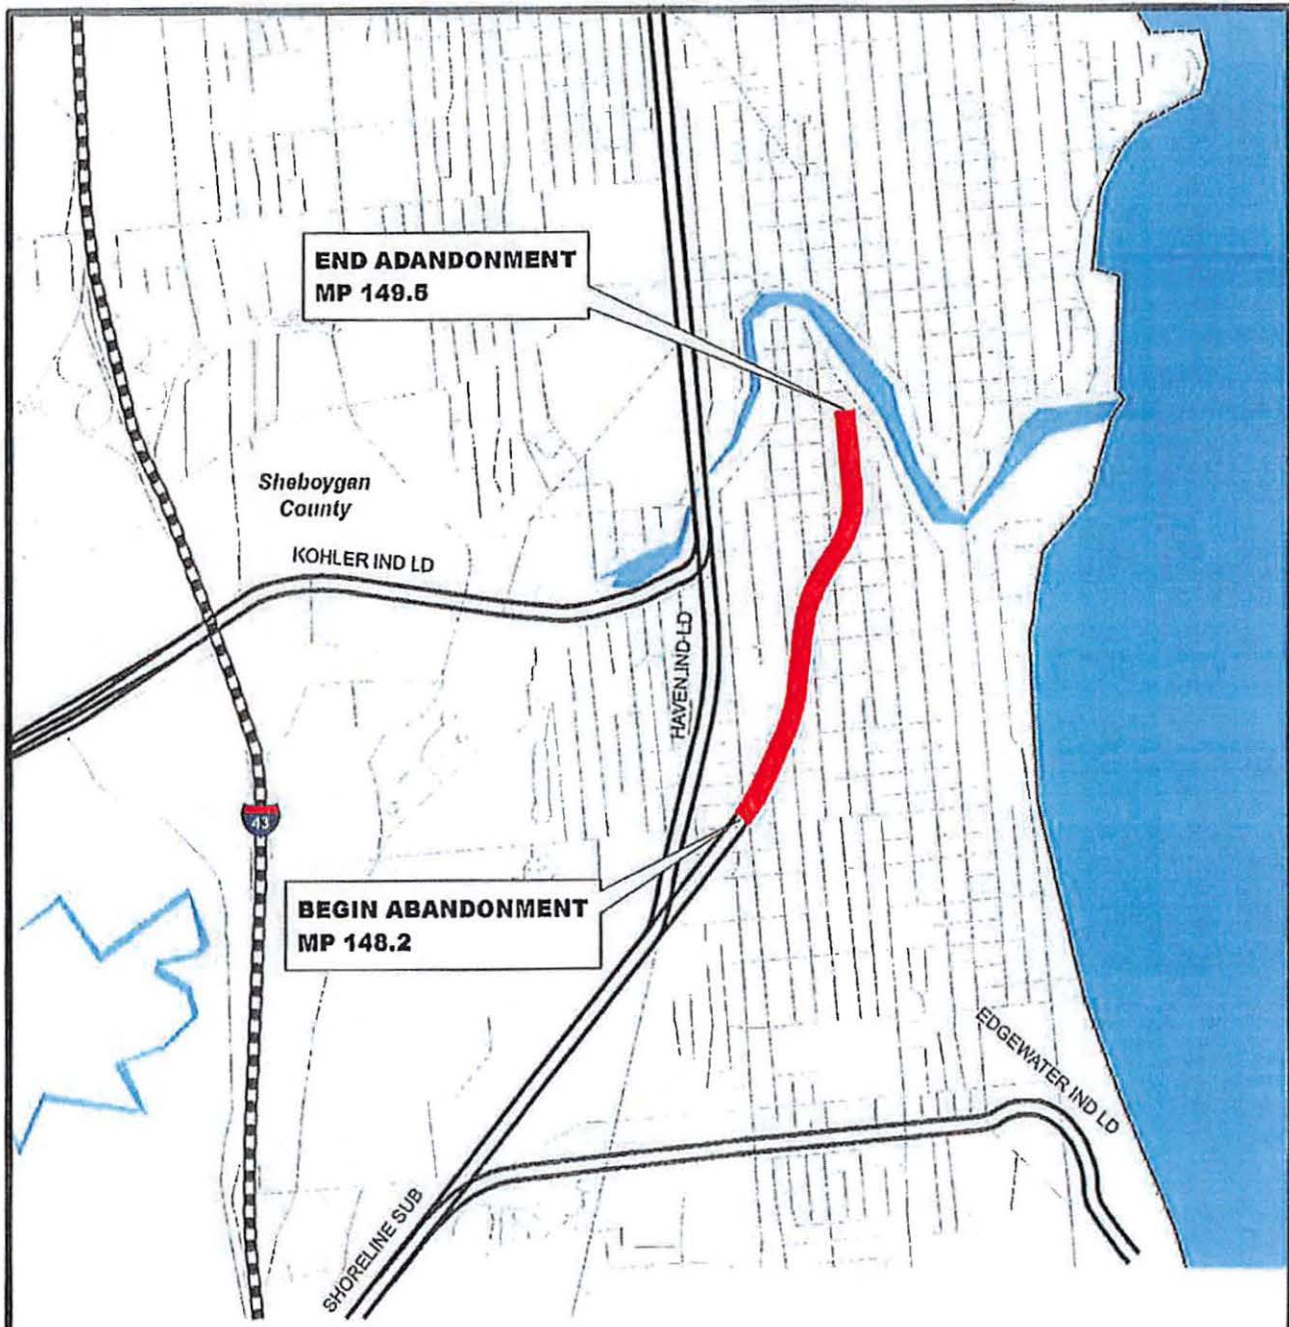 END ADANDONMENT
MP 149.5
Sheboygan
County
KOHLER IND LD
HAVEN IND LD
43
BEGIN ABANDONMENT
MP 148.2
EDGEWATER IND LD
SHORELINE SUB